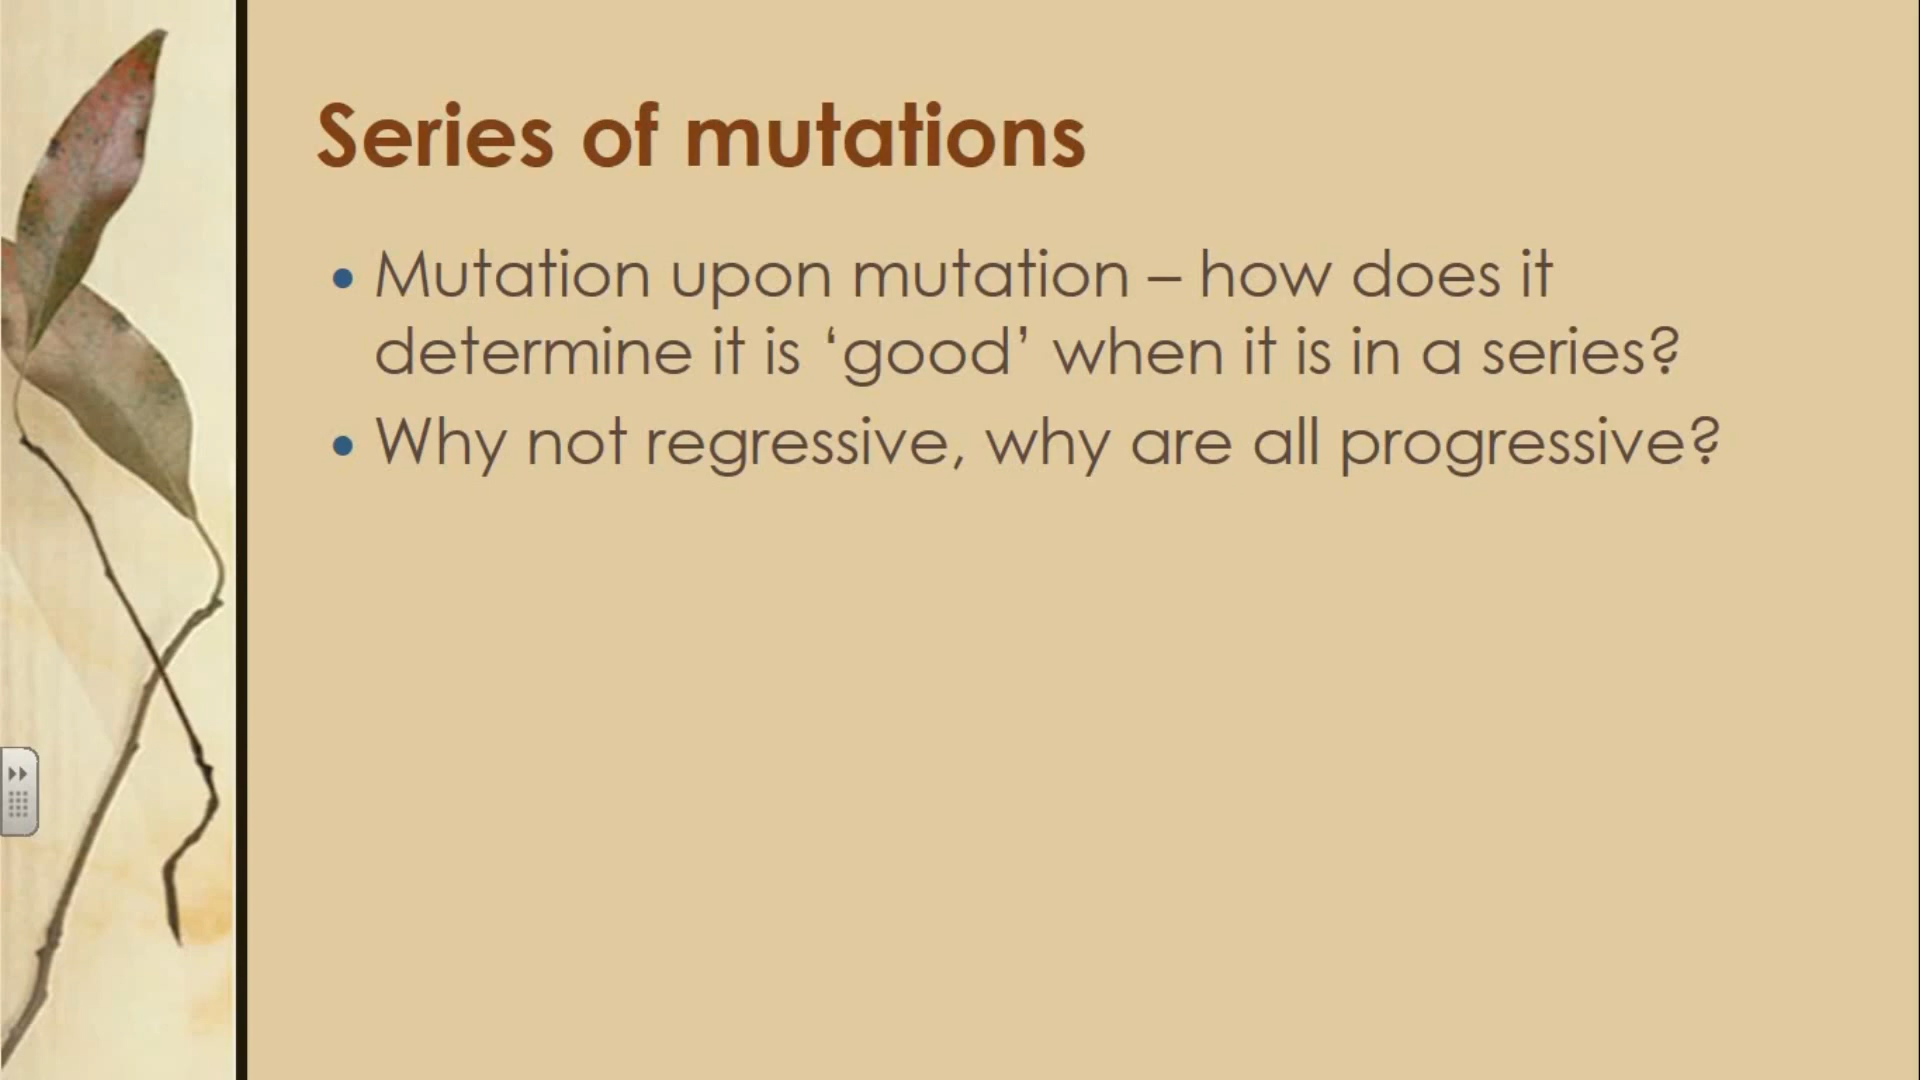 Series of mutations
• Mutation upon mutation – how does it
determine it is ‘good’ when it is in a series?
• Why not regressive, why are all progressive?